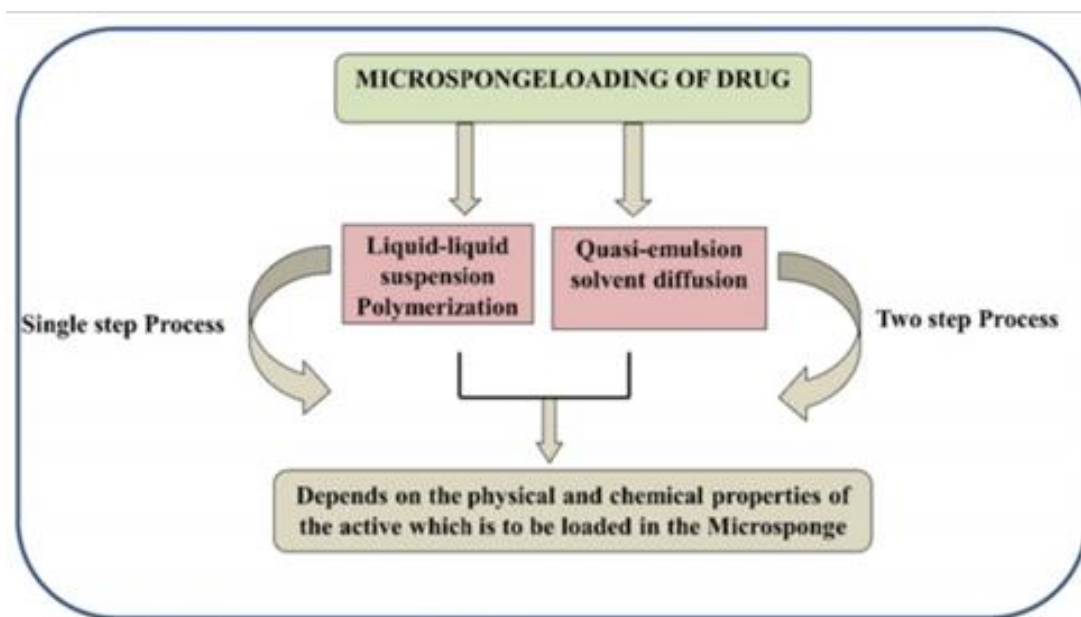 MICROSPONGELOADING OF DRUG
Liquid-liquid
suspension
Polymerization
Quasi-emulsion
solvent diffusion
Single step Process
Two step Process
Depends on the physical and chemical properties of
the active which is to be loaded in the Microsponge